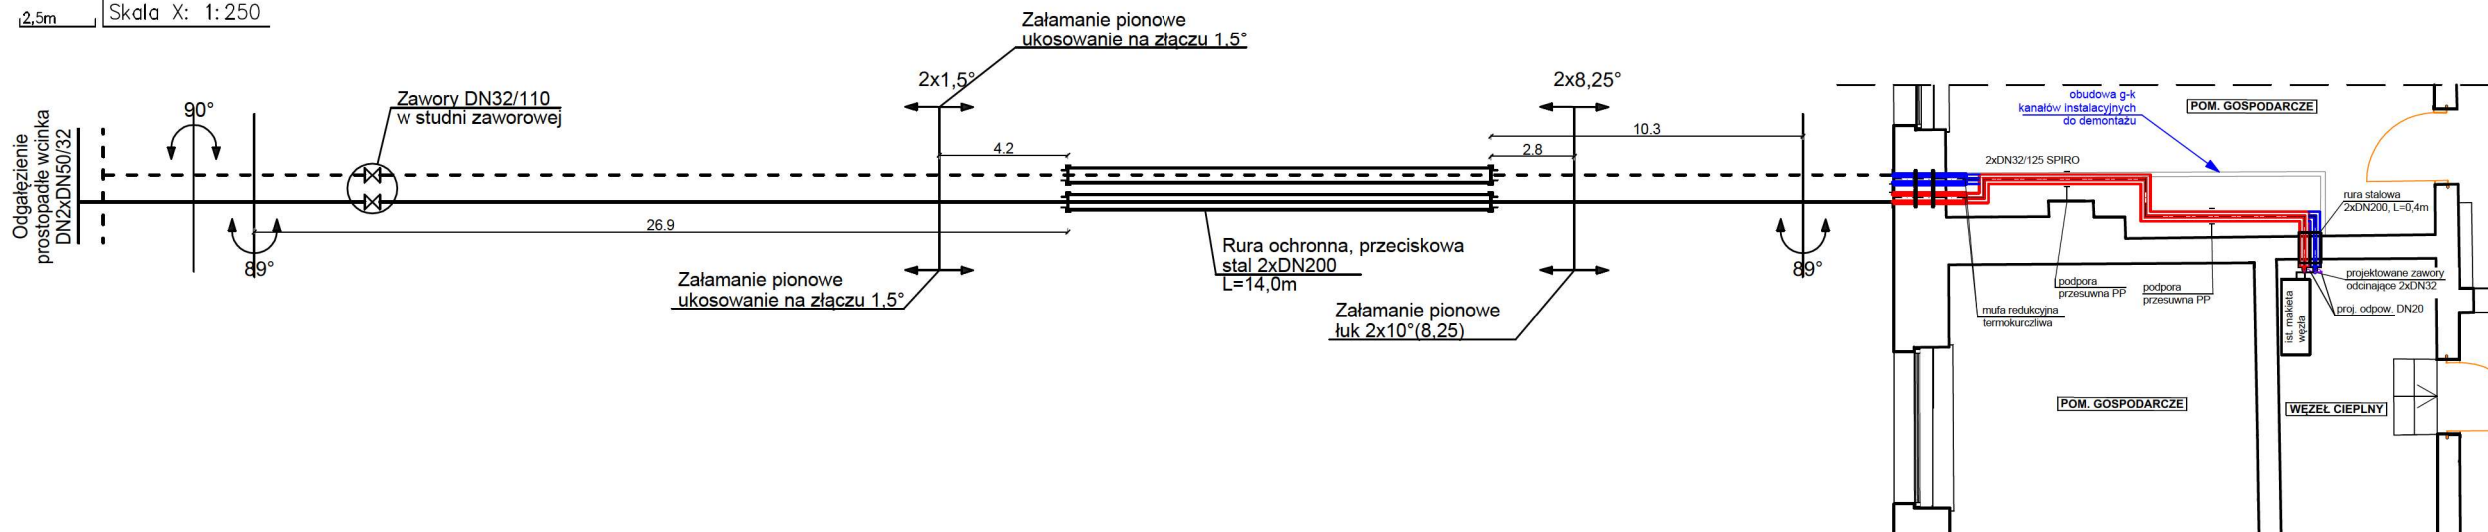 2,5m
Skala X: 1:250
Odgałęzienie
prostopadłe wcinka
DN2xDN50/32
90°
89°
Zawory DN32/110
w studni zaworowej
26.9
Załamanie pionowe
ukosowanie na złączu 1,5°
2x1,5°
4.2
Załamanie pionowe
ukosowanie na złączu 1,5°
Rura ochronna, przeciskowa
stal 2xDN200
L=14,0m
2x8,25°
10.3
2.8
Załamanie pionowe
łuk 2x10°(8,25)
89°
obudowa g-k
kanałów instalacyjnych
do demontażu
POM. GOSPODARCZE
2xDN32/125 SPIRO
rura stalowa
2xDN200, L=0,4m
podpora
przesuwna PP
podpora
przesuwna PP
mufa redukcyjna
termokurczliwa
projektowane zawory
odcinające 2xDN32
proj. odpow. DN20
ist. makieta
węzła
POM. GOSPODARCZE
WĘZEŁ CIEPLNY